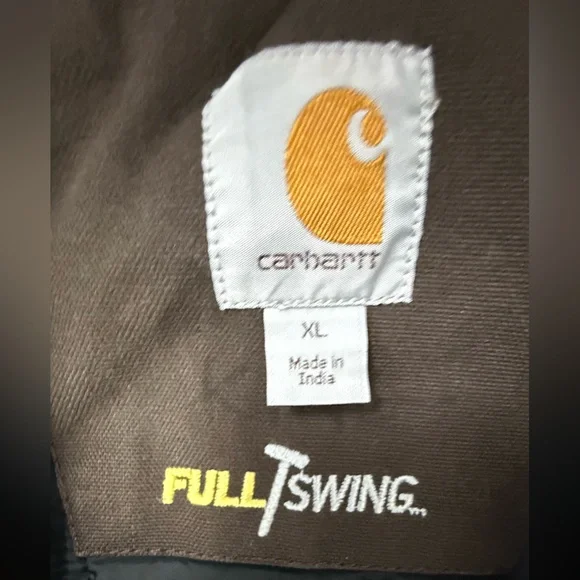 carhartt
XL
Made in
India
FULL SWING